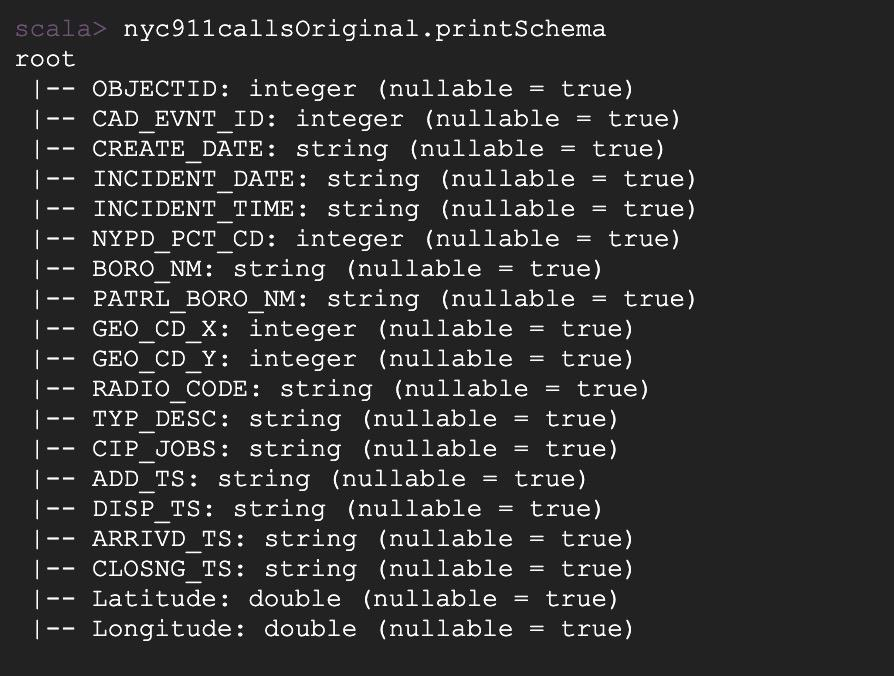 scala> nyc911callsOriginal.printSchema
root
 |-- OBJECTID: integer (nullable = true)
 |-- CAD_EVNT_ID: integer (nullable = true)
 |-- CREATE_DATE: string (nullable = true)
 |-- INCIDENT_DATE: string (nullable = true)
 |-- INCIDENT_TIME: string (nullable = true)
 |-- NYPD_PCT_CD: integer (nullable = true)
 |-- BORO_NM: string (nullable = true)
 |-- PATRL_BORO_NM: string (nullable = true)
 |-- GEO_CD_X: integer (nullable = true)
 |-- GEO_CD_Y: integer (nullable = true)
 |-- RADIO_CODE: string (nullable = true)
 |-- TYP_DESC: string (nullable = true)
 |-- CIP_JOBS: string (nullable = true)
 |-- ADD_TS: string (nullable = true)
 |-- DISP_TS: string (nullable = true)
 |-- ARRIVD_TS: string (nullable = true)
 |-- CLOSNG_TS: string (nullable = true)
 |-- Latitude: double (nullable = true)
 |-- Longitude: double (nullable = true)